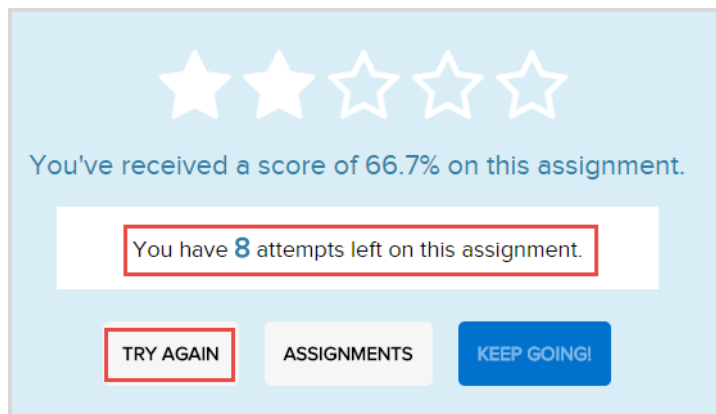 You've received a score of 66.7% on this assignment.
You have 8 attempts left on this assignment.
TRY AGAIN
ASSIGNMENTS
KEEP GOING!